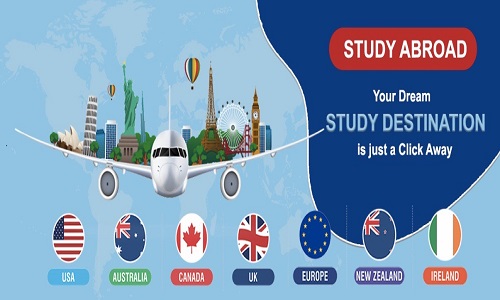 STUDY ABROAD
Your Dream
STUDY DESTINATION
is just a Click Away
USA
AUSTRALIA
CANADA
UK
EUROPE
NEW ZEALAND
IRELAND